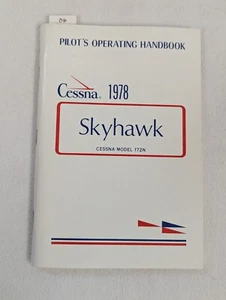 PILOT'S OPERATING HANDBOOK
Cessna® 1978
Skyhawk
CESSNA MODEL 172N